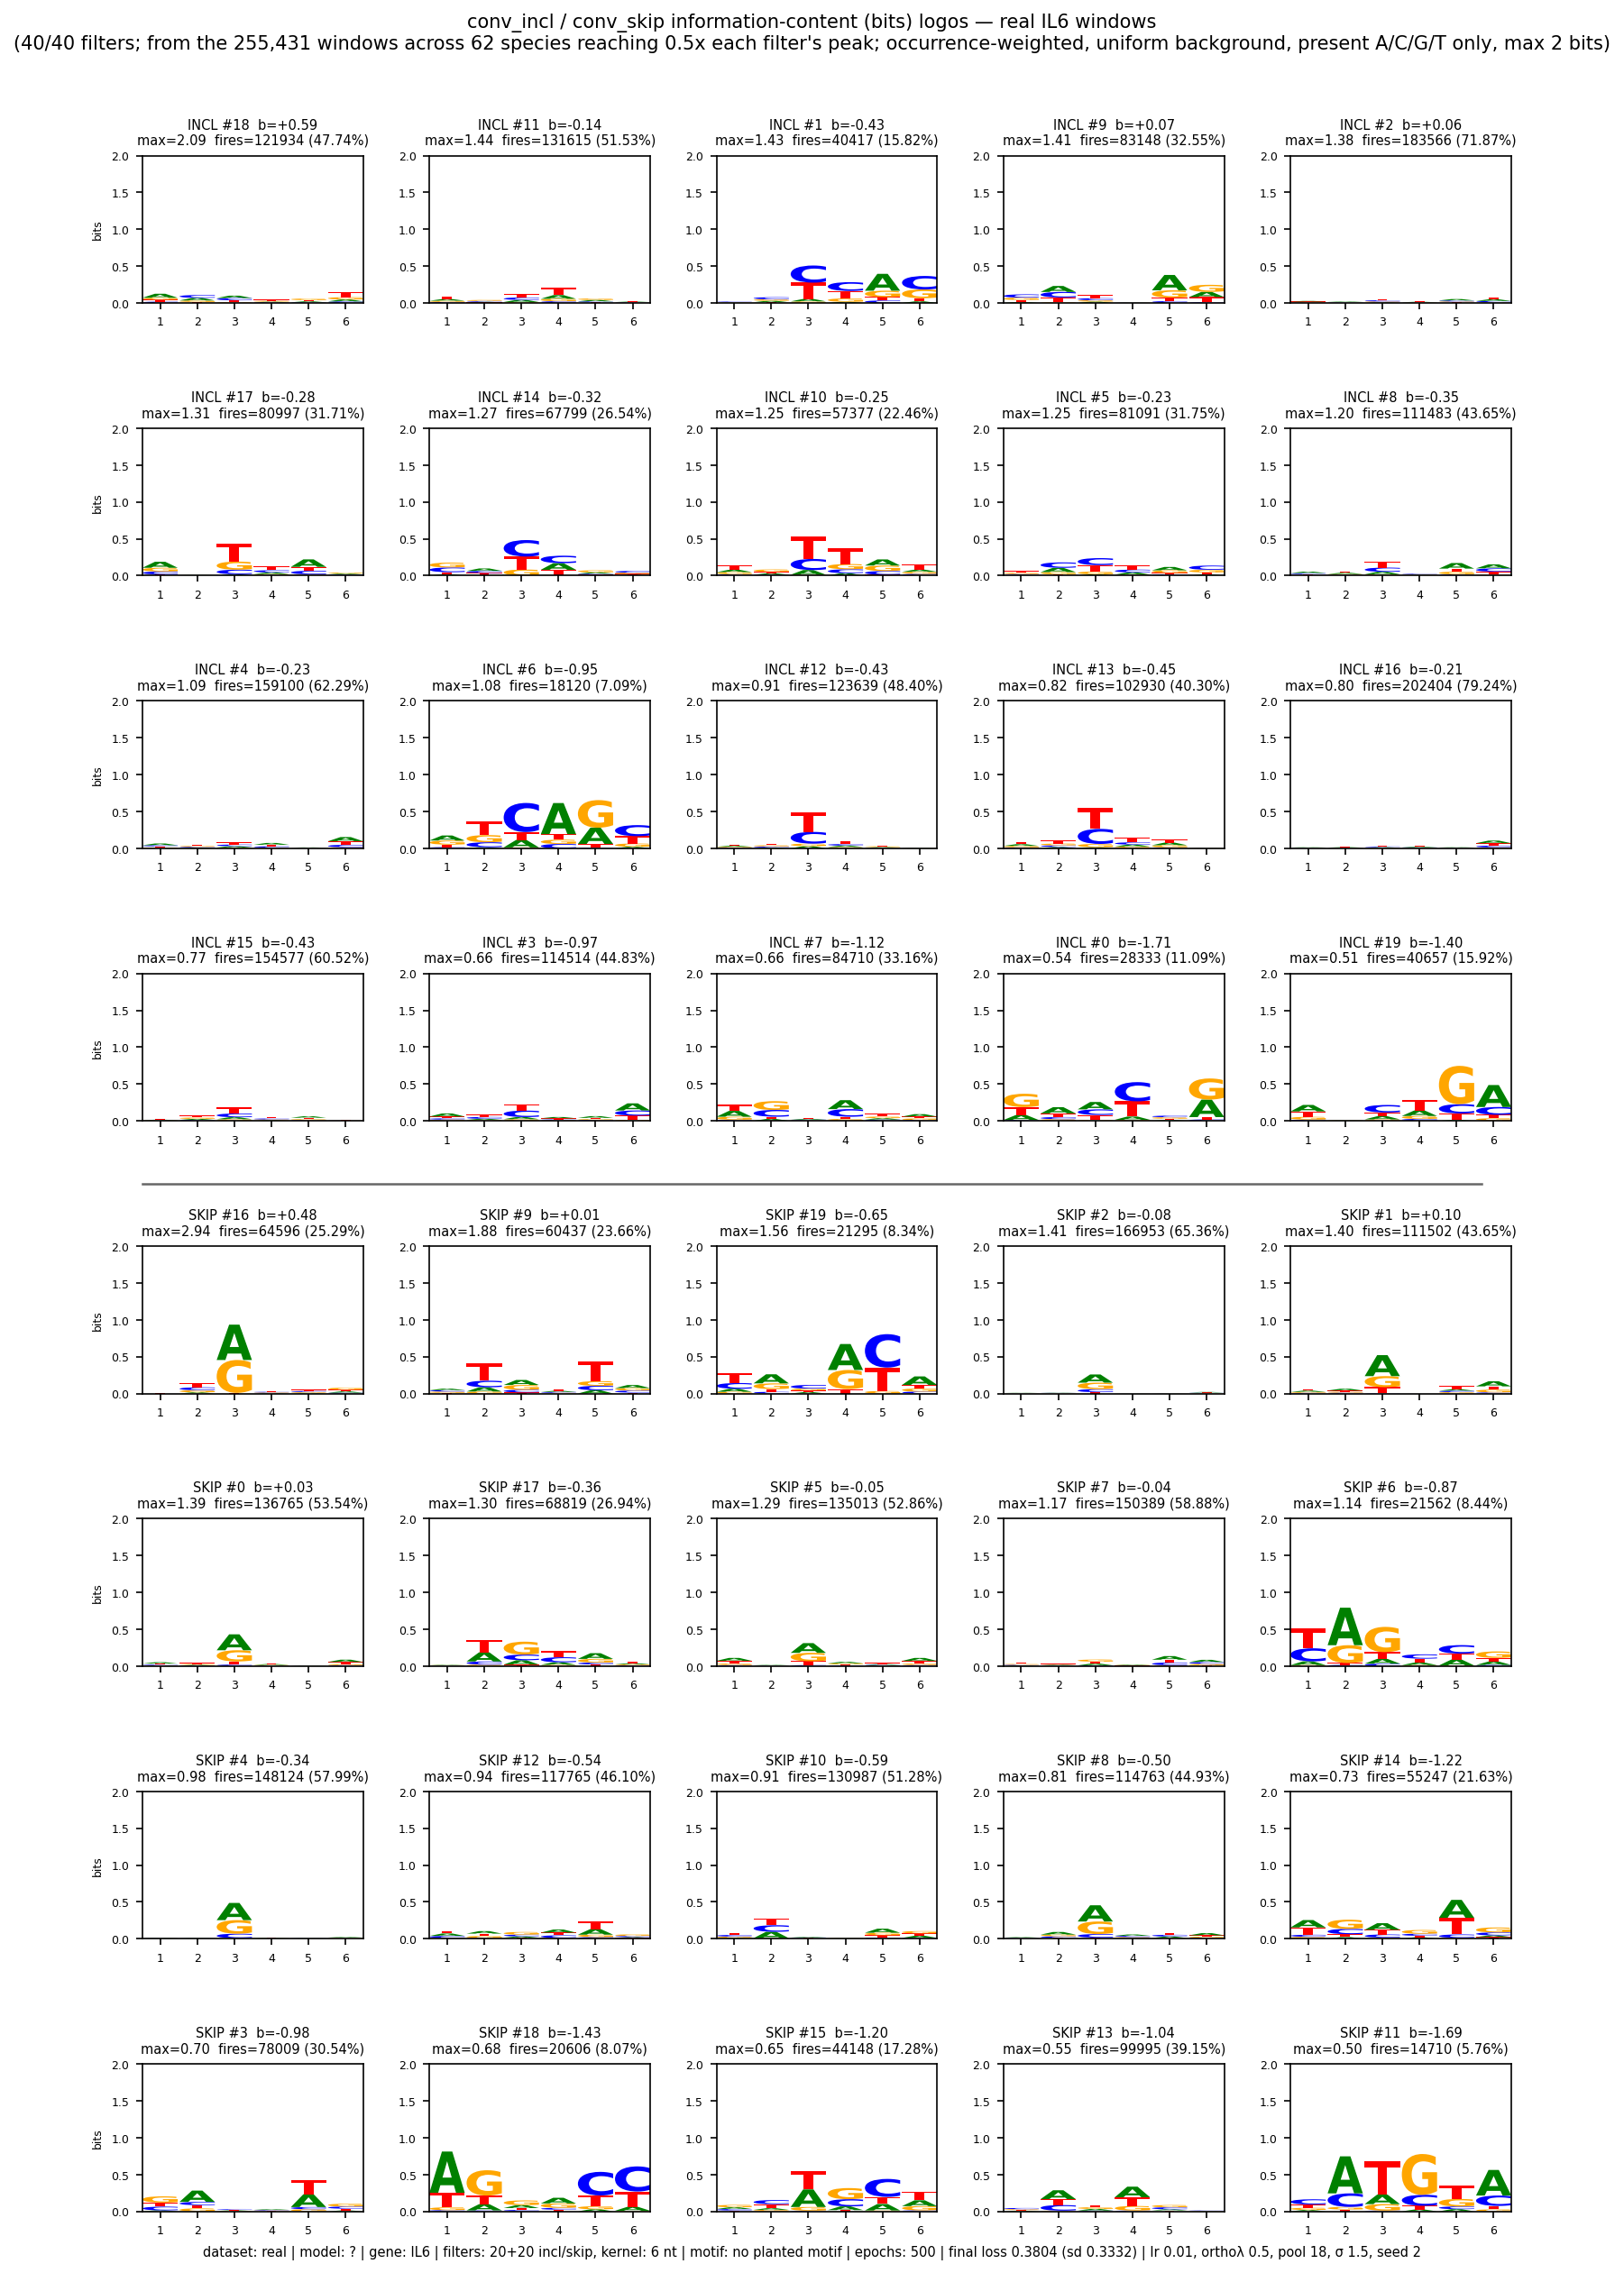 conv_incl / conv_skip information-content (bits) logos — real IL6 windows
(40/40 filters; from the 255,431 windows across 62 species reaching 0.5x each filter's peak; occurrence-weighted, uniform background, present A/C/G/T only, max 2 bits)
INCL #18 b=+0.59
max=2.09 fires=121934 (47.74%)
INCL #11 b=-0.14
max=1.44 fires=131615 (51.53%)
INCL #1 b=-0.43
max=1.43 fires=40417 (15.82%)
INCL #9 b=+0.07
max=1.41 fires=83148 (32.55%)
INCL #2 b=+0.06
max=1.38 fires=183566 (71.87%)
INCL #17 b=-0.28
max=1.31 fires=80997 (31.71%)
INCL #14 b=-0.32
max=1.27 fires=67799 (26.54%)
INCL #10 b=-0.25
max=1.25 fires=57377 (22.46%)
INCL #5 b=-0.23
max=1.25 fires=81091 (31.75%)
INCL #8 b=-0.35
max=1.20 fires=111483 (43.65%)
INCL #4 b=-0.23
max=1.09 fires=159100 (62.29%)
INCL #6 b=-0.95
max=1.08 fires=18120 (7.09%)
INCL #12 b=-0.43
max=0.91 fires=123639 (48.40%)
INCL #13 b=-0.45
max=0.82 fires=102930 (40.30%)
INCL #16 b=-0.21
max=0.80 fires=202404 (79.24%)
INCL #15 b=-0.43
max=0.77 fires=154577 (60.52%)
INCL #3 b=-0.97
max=0.66 fires=114514 (44.83%)
INCL #7 b=-1.12
max=0.66 fires=84710 (33.16%)
INCL #0 b=-1.71
max=0.54 fires=28333 (11.09%)
INCL #19 b=-1.40
max=0.51 fires=40657 (15.92%)
SKIP #16 b=+0.48
max=2.94 fires=64596 (25.29%)
SKIP #9 b=+0.01
max=1.88 fires=60437 (23.66%)
SKIP #19 b=-0.65
max=1.56 fires=21295 (8.34%)
SKIP #2 b=-0.08
max=1.41 fires=166953 (65.36%)
SKIP #1 b=+0.10
max=1.40 fires=111502 (43.65%)
SKIP #0 b=+0.03
max=1.39 fires=136765 (53.54%)
SKIP #17 b=-0.36
max=1.30 fires=68819 (26.94%)
SKIP #5 b=-0.05
max=1.29 fires=135013 (52.86%)
SKIP #7 b=-0.04
max=1.17 fires=150389 (58.88%)
SKIP #6 b=-0.87
max=1.14 fires=21562 (8.44%)
SKIP #4 b=-0.34
max=0.98 fires=148124 (57.99%)
SKIP #12 b=-0.54
max=0.94 fires=117765 (46.10%)
SKIP #10 b=-0.59
max=0.91 fires=130987 (51.28%)
SKIP #8 b=-0.50
max=0.81 fires=114763 (44.93%)
SKIP #14 b=-1.22
max=0.73 fires=55247 (21.63%)
SKIP #3 b=-0.98
max=0.70 fires=78009 (30.54%)
SKIP #18 b=-1.43
max=0.68 fires=20606 (8.07%)
SKIP #15 b=-1.20
max=0.65 fires=44148 (17.28%)
SKIP #13 b=-1.04
max=0.55 fires=99995 (39.15%)
SKIP #11 b=-1.69
max=0.50 fires=14710 (5.76%)
bits
2.0
1.5
1.0
0.5
0.0
1 2 3 4 5 6
dataset: real | model: ? | gene: IL6 | filters: 20+20 incl/skip, kernel: 6 nt | motif: no planted motif | epochs: 500 | final loss 0.3804 (sd 0.3332) | lr 0.01, orthoλ 0.5, pool 18, σ 1.5, seed 2